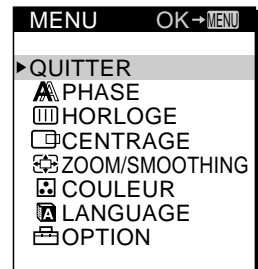 MENU OK→MENU
QUITTER
PHASE
HORLOGE
CENTRAGE
ZOOM/SMOOTHING
COULEUR
LANGUAGE
OPTION